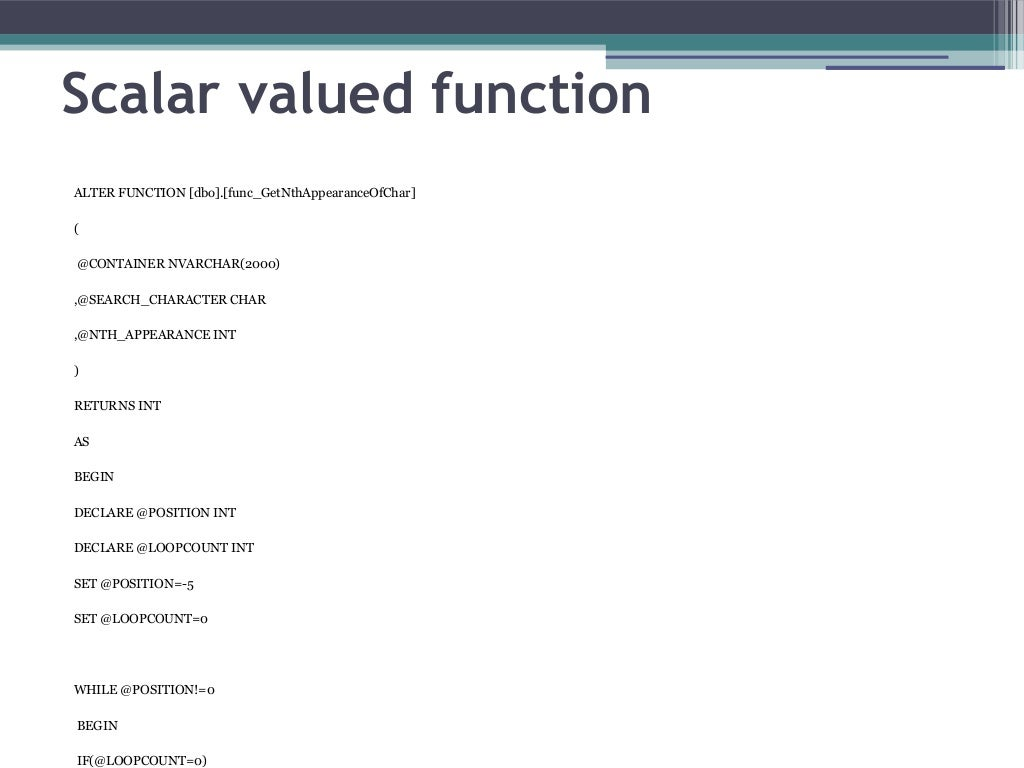 Scalar valued function
ALTER FUNCTION [dbo].[func_GetNthAppearanceOfChar]
(
@CONTAINER NVARCHAR(2000)
,@SEARCH_CHARACTER CHAR
,@NTH_APPEARANCE INT
)
RETURNS INT
AS
BEGIN
DECLARE @POSITION INT
DECLARE @LOOPCOUNT INT
SET @POSITION=-5
SET @LOOPCOUNT=0
WHILE @POSITION!=0
BEGIN
IF(@LOOPCOUNT=0)